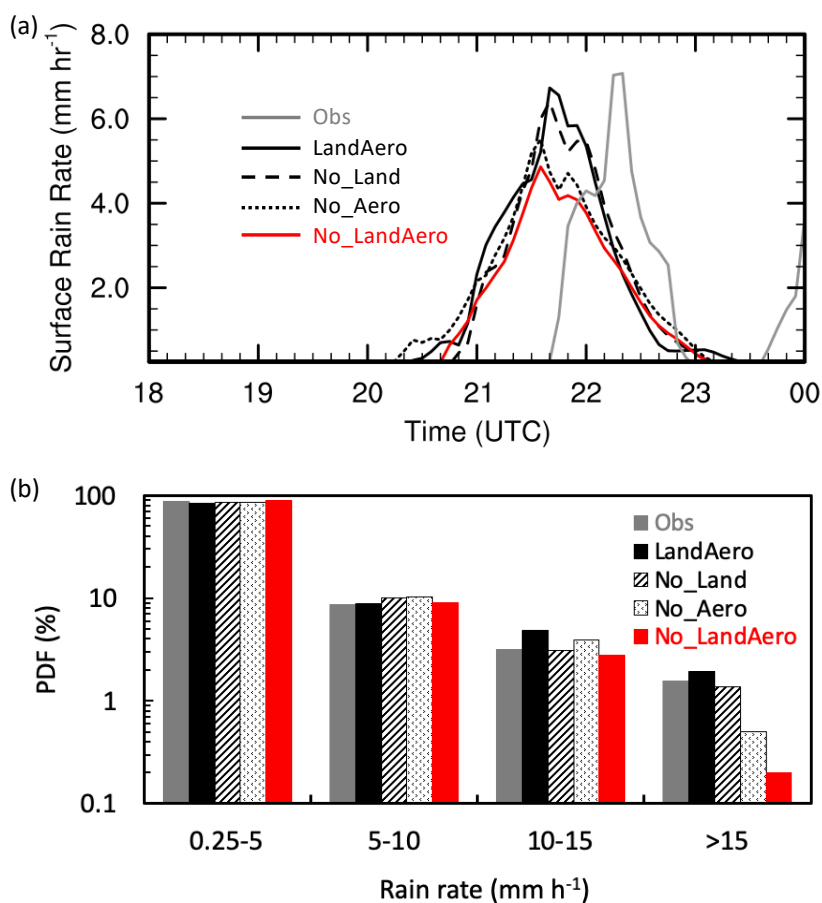 (a)
Surface Rain Rate (mm hr⁻¹)
8.0
6.0
4.0
2.0
Obs
LandAero
No_Land
No_Aero
No_LandAero
18 19 20 21 22 23 00
Time (UTC)
(b)
PDF (%)
100
10
1
0.1
Obs
LandAero
No_Land
No_Aero
No_LandAero
0.25-5 5-10 10-15 >15
Rain rate (mm h⁻¹)